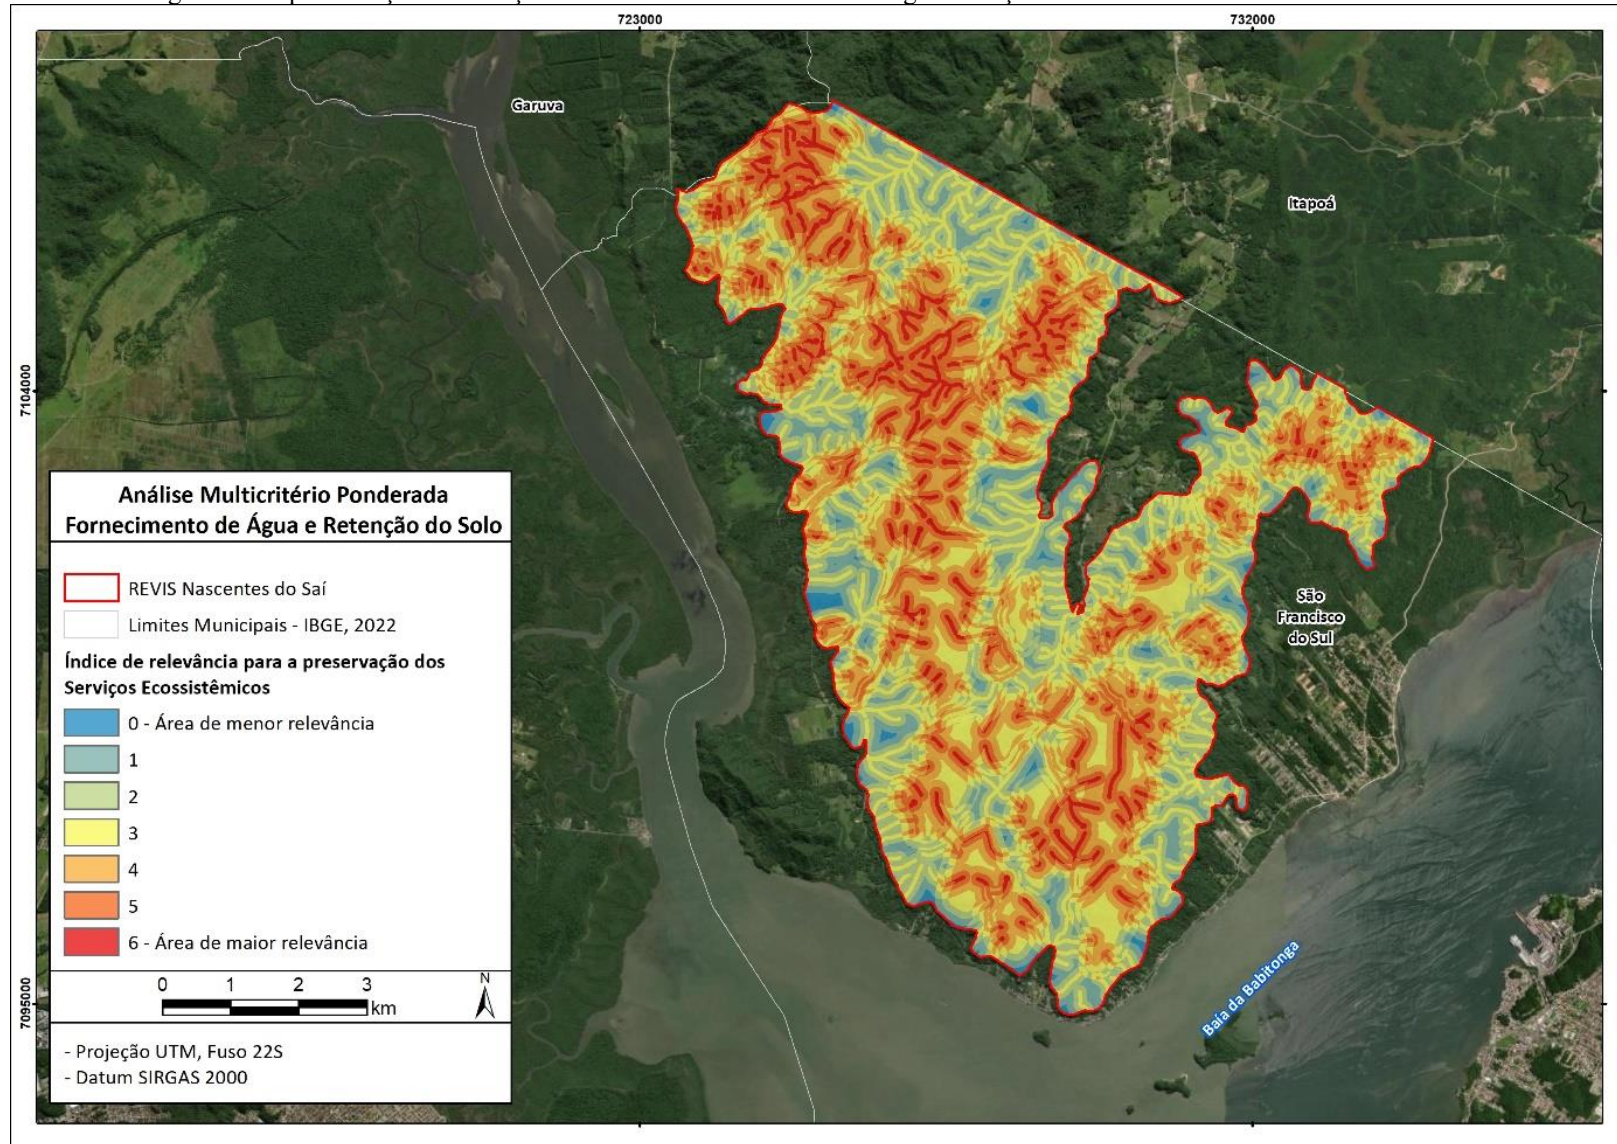 723000
732000
Garuva
Itapoá
7104000
Análise Multicritério Ponderada
Fornecimento de Água e Retenção do Solo
REVIS Nascentes do Saí
Limites Municipais - IBGE, 2022
Índice de relevância para a preservação dos
Serviços Ecossistêmicos
0 - Área de menor relevância
1
2
3
4
5
6 - Área de maior relevância
0 1 2 3
km
N
- Projeção UTM, Fuso 22S
- Datum SIRGAS 2000
São
Francisco
do Sul
Baía da Babitonga
7095000